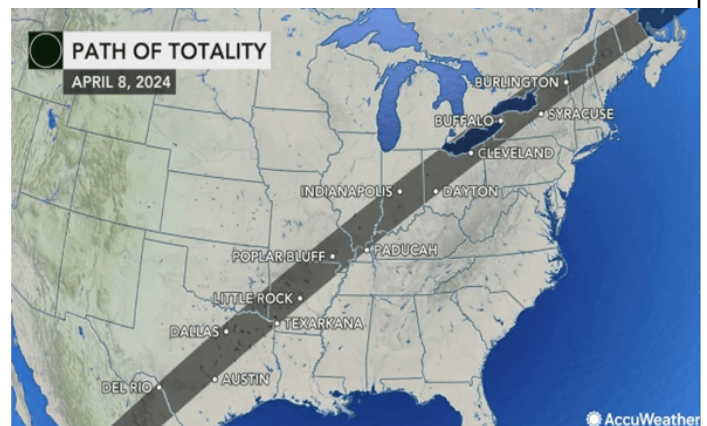 PATH OF TOTALITY
APRIL 8, 2024
BURLINGTON
SYRACUSE
BUFFALO
CLEVELAND
INDIANAPOLIS
DAYTON
PADUCAH
POPLAR BLUFF
LITTLE ROCK
TEXARKANA
DALLAS
AUSTIN
DEL RIO
AccuWeather